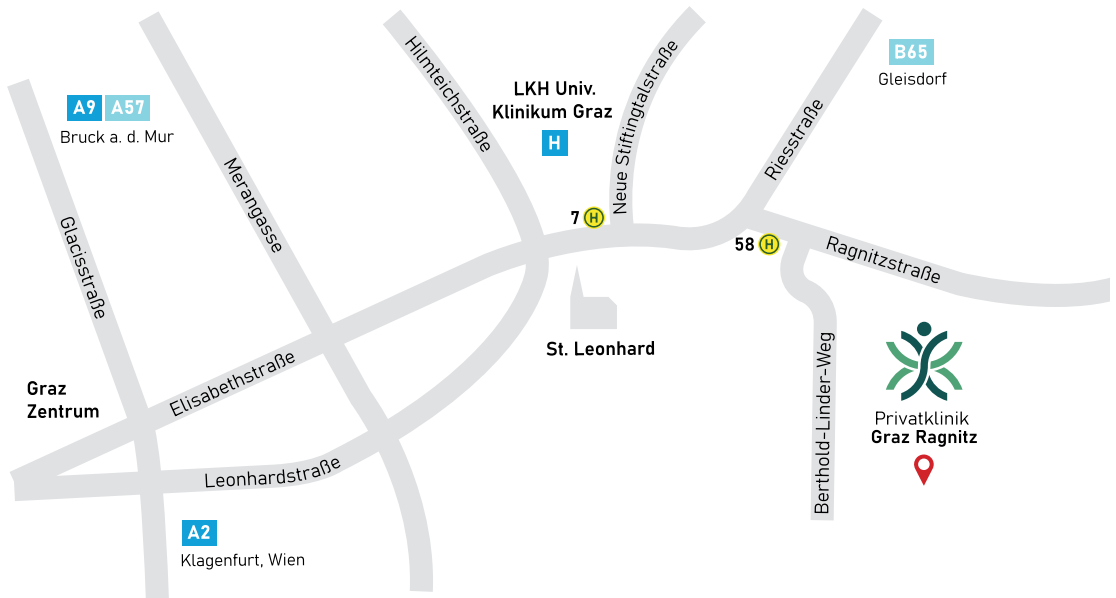 A9 A57
Bruck a. d. Mur
Glacisstraße
Merangasse
Hilmteichstraße
LKH Univ.
Klinikum Graz
H
Neue Stiftingtalstraße
7 H
Riesstraße
B65
Gleisdorf
58 H
Ragnitzstraße
St. Leonhard
Berthold-Linder-Weg
Privatklinik
Graz Ragnitz
Graz
Zentrum
Elisabethstraße
Leonhardstraße
A2
Klagenfurt, Wien